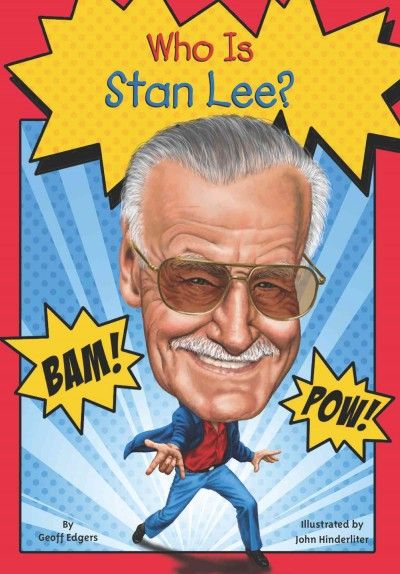 Who Is
Stan Lee?
BAM!
POW!
By
Geoff Edgers
Illustrated by
John Hinderliter